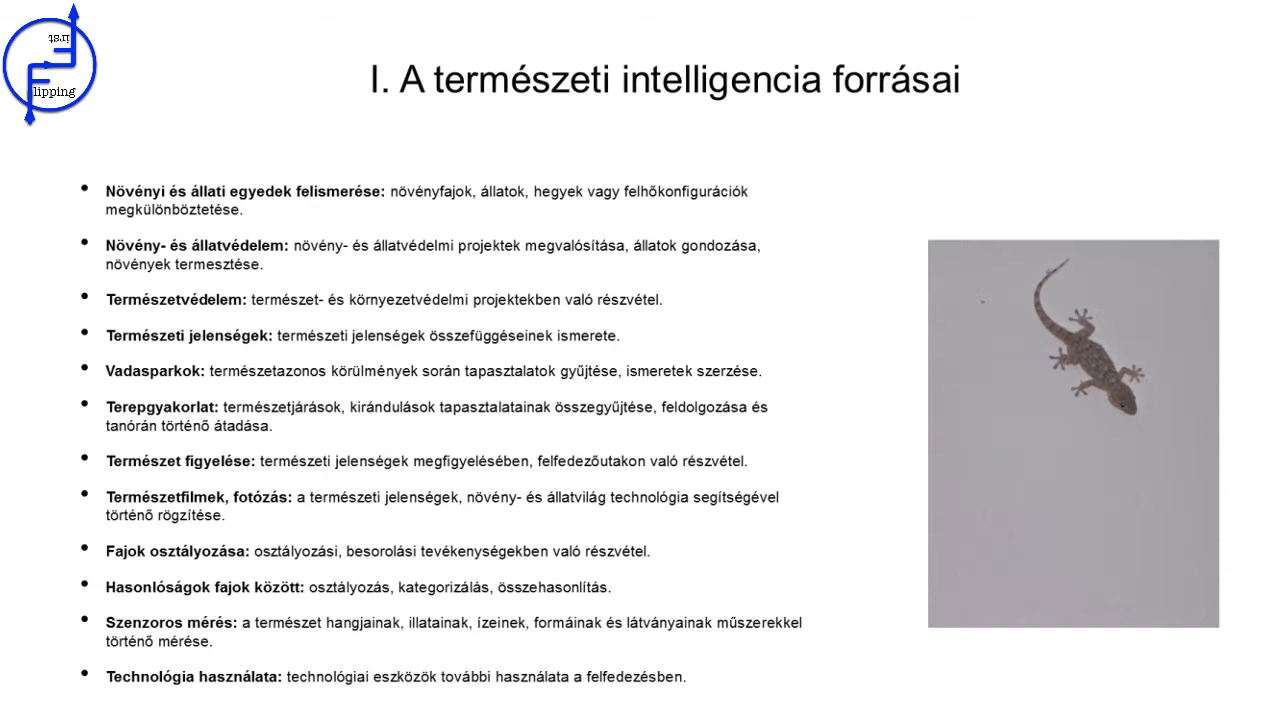 irst
lipping
I. A természeti intelligencia forrásai
• Növényi és állati egyedek felismerése: növényfajok, állatok, hegyek vagy felhőkonfigurációk
megkülönböztetése.
• Növény- és állatvédelem: növény- és állatvédelmi projektek megvalósítása, állatok gondozása,
növények termesztése.
• Természetvédelem: természet- és környezetvédelmi projektekben való részvétel.
• Természeti jelenségek: természeti jelenségek összefüggéseinek ismerete.
• Vadasparkok: természetazonos körülmények során tapasztalatok gyűjtése, ismeretek szerzése.
• Terepgyakorlat: természetjárások, kirándulások tapasztalatainak összegyűjtése, feldolgozása és
tanórán történő átadása.
• Természet figyelése: természeti jelenségek megfigyelésében, felfedezőutakon való részvétel.
• Természetfilmek, fotózás: a természeti jelenségek, növény- és állatvilág technológia segítségével
történő rögzítése.
• Fajok osztályozása: osztályozási, besorolási tevékenységekben való részvétel.
• Hasonlóságok fajok között: osztályozás, kategorizálás, összehasonlítás.
• Szenzoros mérés: a természet hangjainak, illatainak, ízeinek, formáinak és látványainak műszerekkel
történő mérése.
• Technológia használata: technológiai eszközök további használata a felfedezésben.